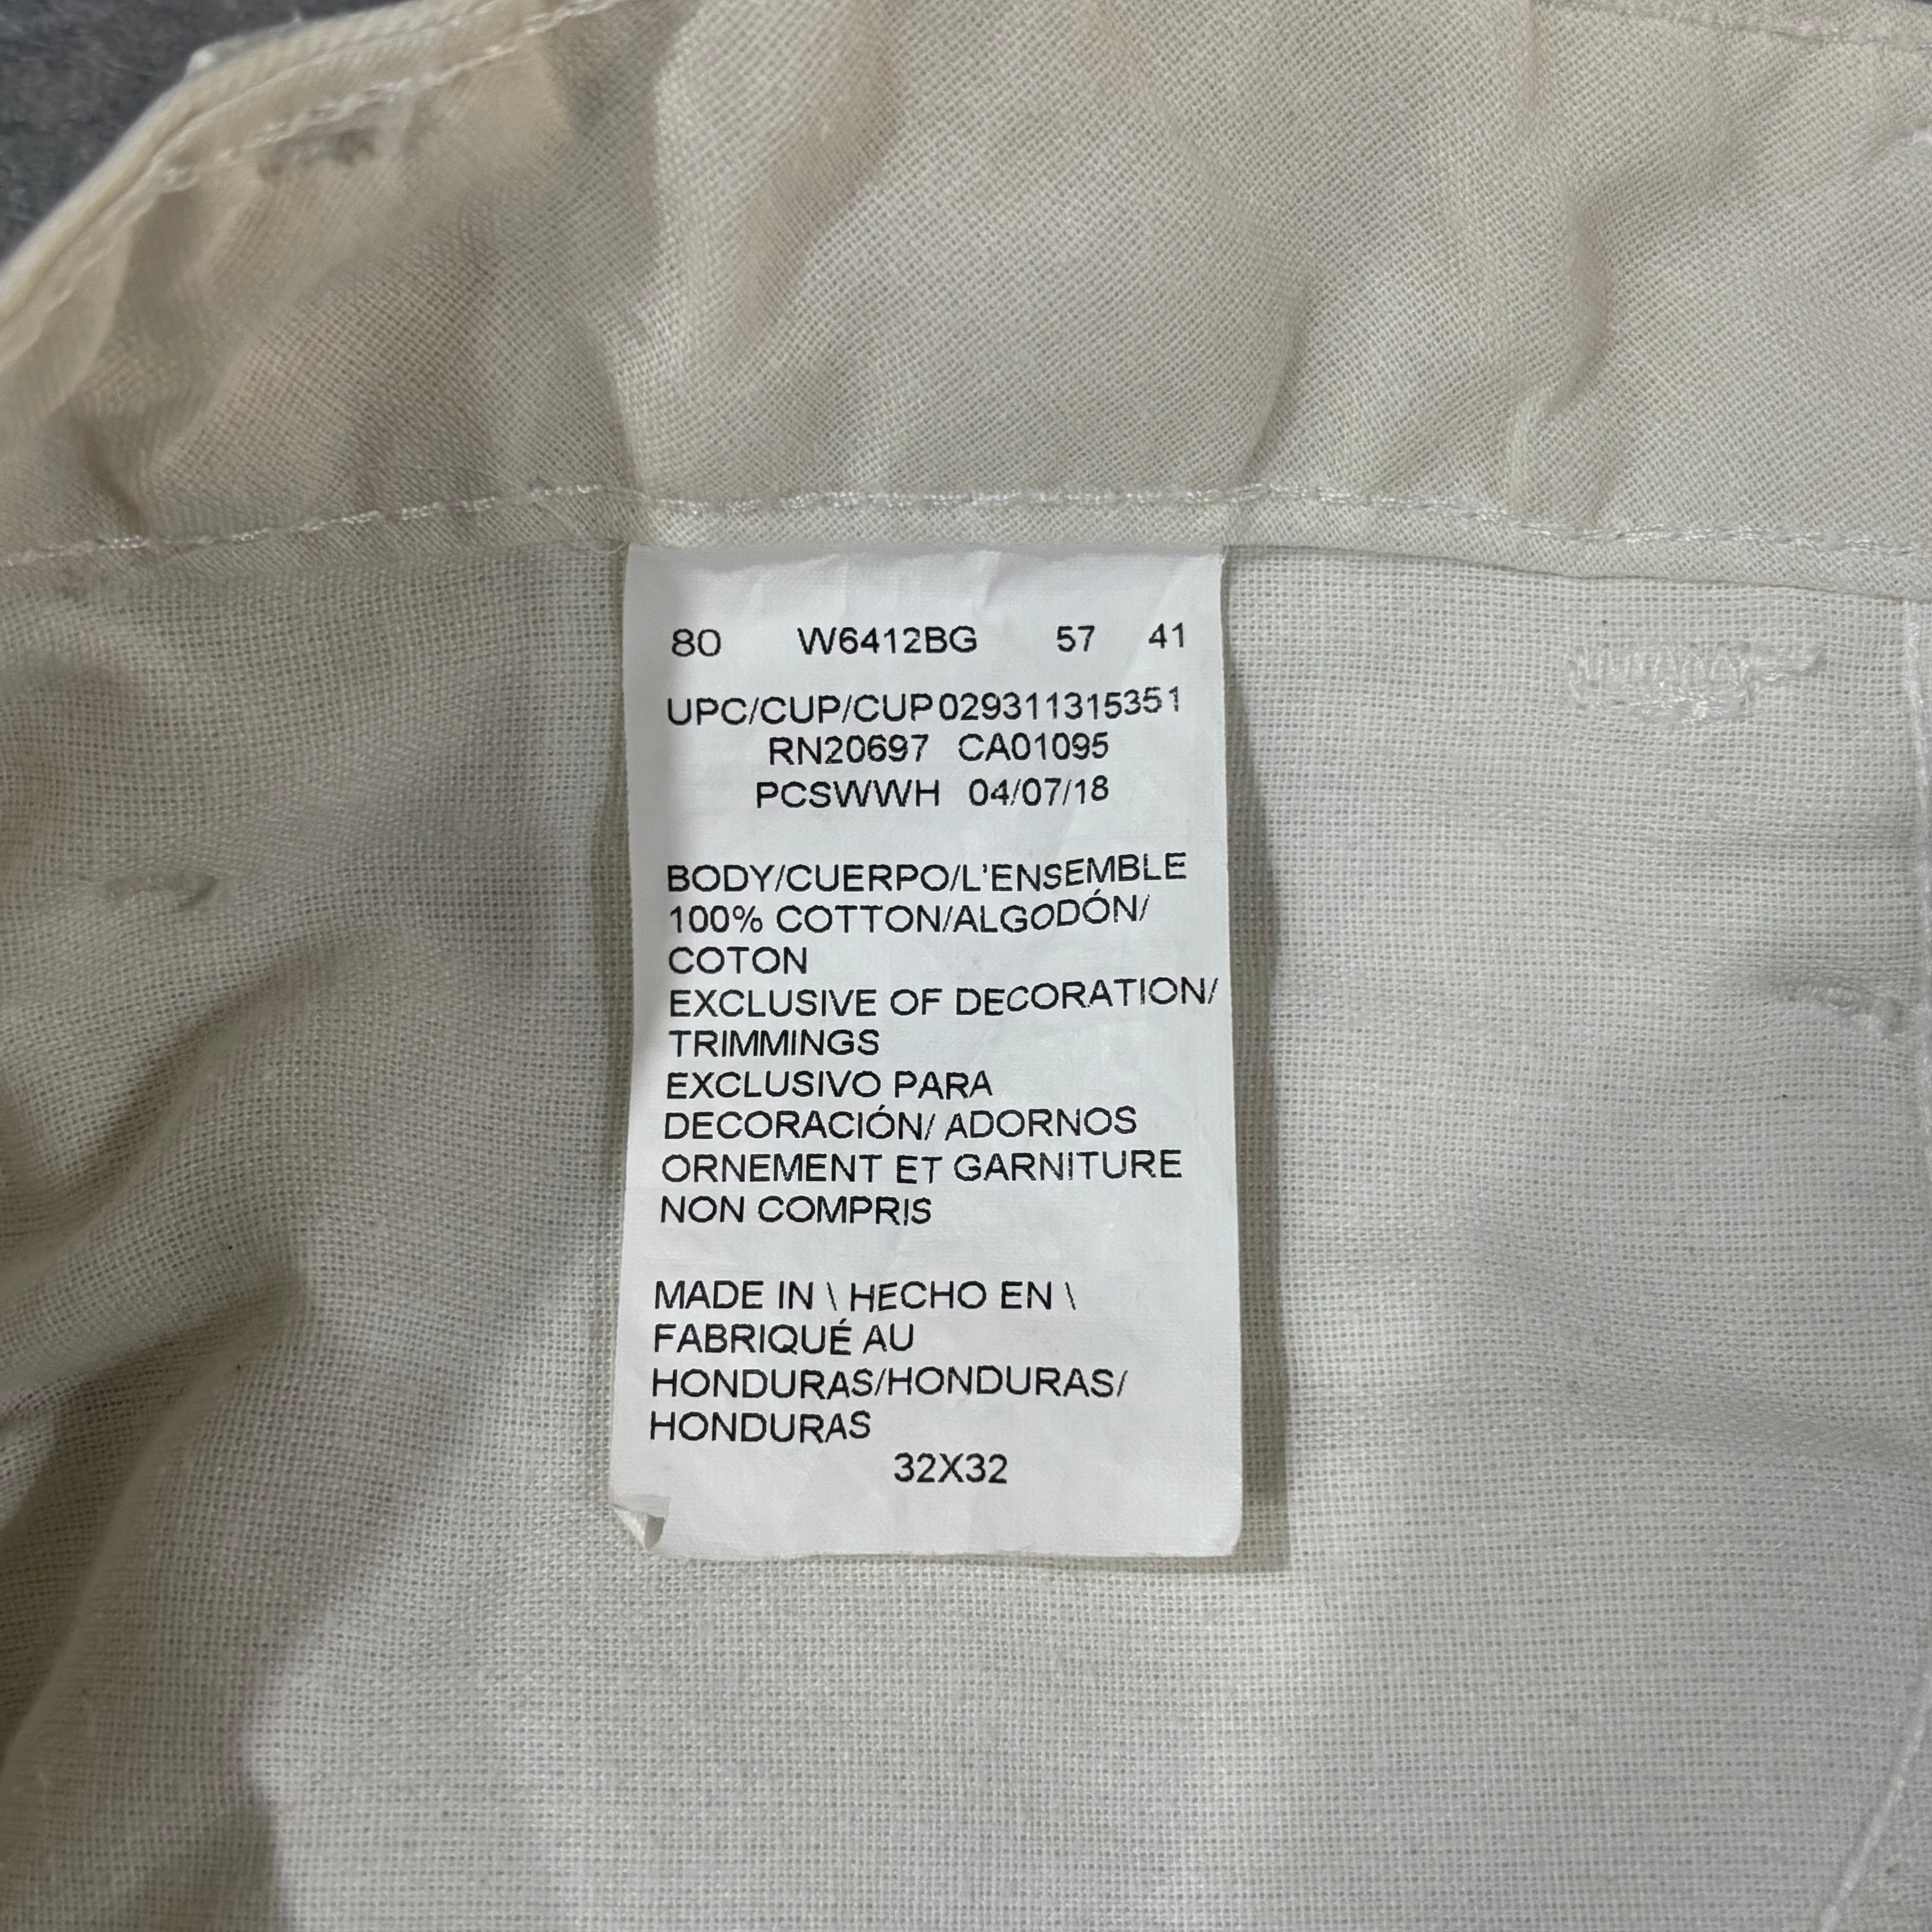 80 W6412BG 57 41
UPC/CUP/CUP029311315351
RN20697 CA01095
PCSWWH 04/07/18
BODY/CUERPO/L'ENSEMBLE
100% COTTON/ALGODÓN/
COTON
EXCLUSIVE OF DECORATION/
TRIMMINGS
EXCLUSIVO PARA
DECORACIÓN/ ADORNOS
ORNEMENT ET GARNITURE
NON COMPRIS
MADE IN \ HECHO EN \
FABRIQUÉ AU
HONDURAS/HONDURAS/
HONDURAS
32X32